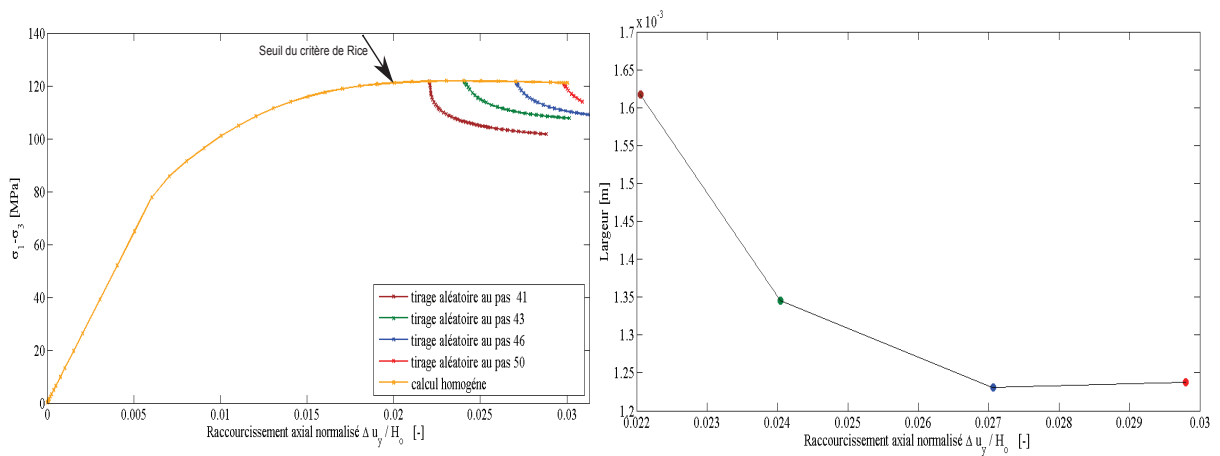 140
120
100
80
60
40
20
0
σ1-σ3 [MPa]
Seuil du critère de Rice
tirage aléatoire au pas 41
tirage aléatoire au pas 43
tirage aléatoire au pas 46
tirage aléatoire au pas 50
calcul homogéne
0 0.005 0.01 0.015 0.02 0.025 0.03
Raccourcissement axial normalisé Δ uy / Ho [-]
x 10-3
1.7
1.65
1.6
1.55
1.5
1.45
1.4
1.35
1.3
1.25
1.2
Largeur [m]
0.022 0.023 0.024 0.025 0.026 0.027 0.028 0.029 0.03
Raccourcissement axial normalisé Δ uy / Ho [-]